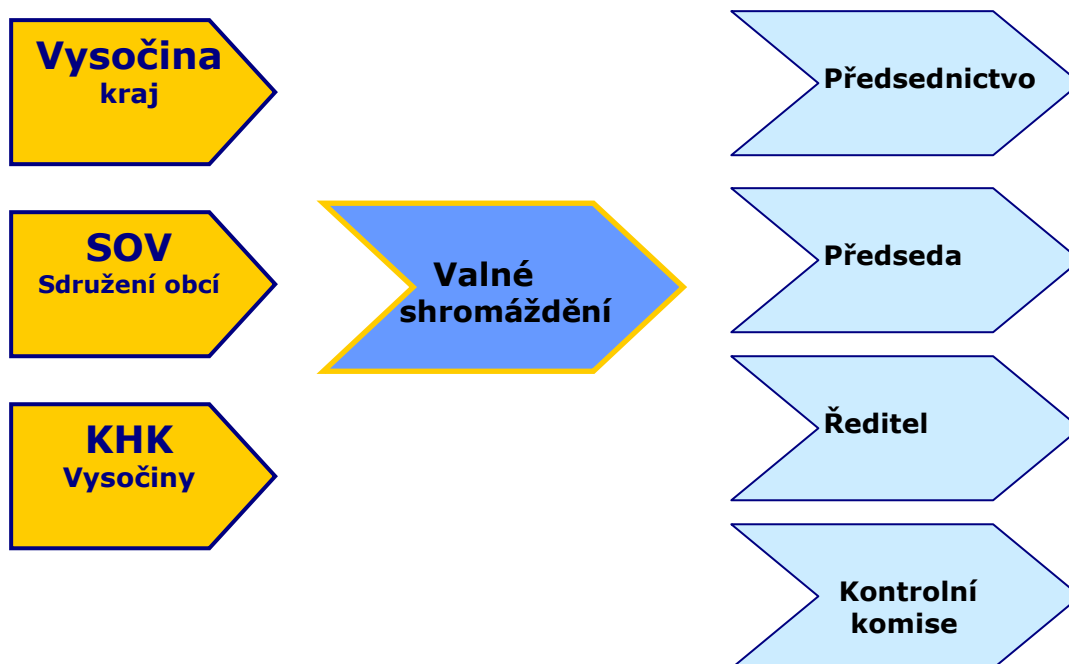 Vysočina
kraj
SOV
Sdružení obcí
KHK
Vysočiny
Valné
shromáždění
Předsednictvo
Předseda
Ředitel
Kontrolní
komise